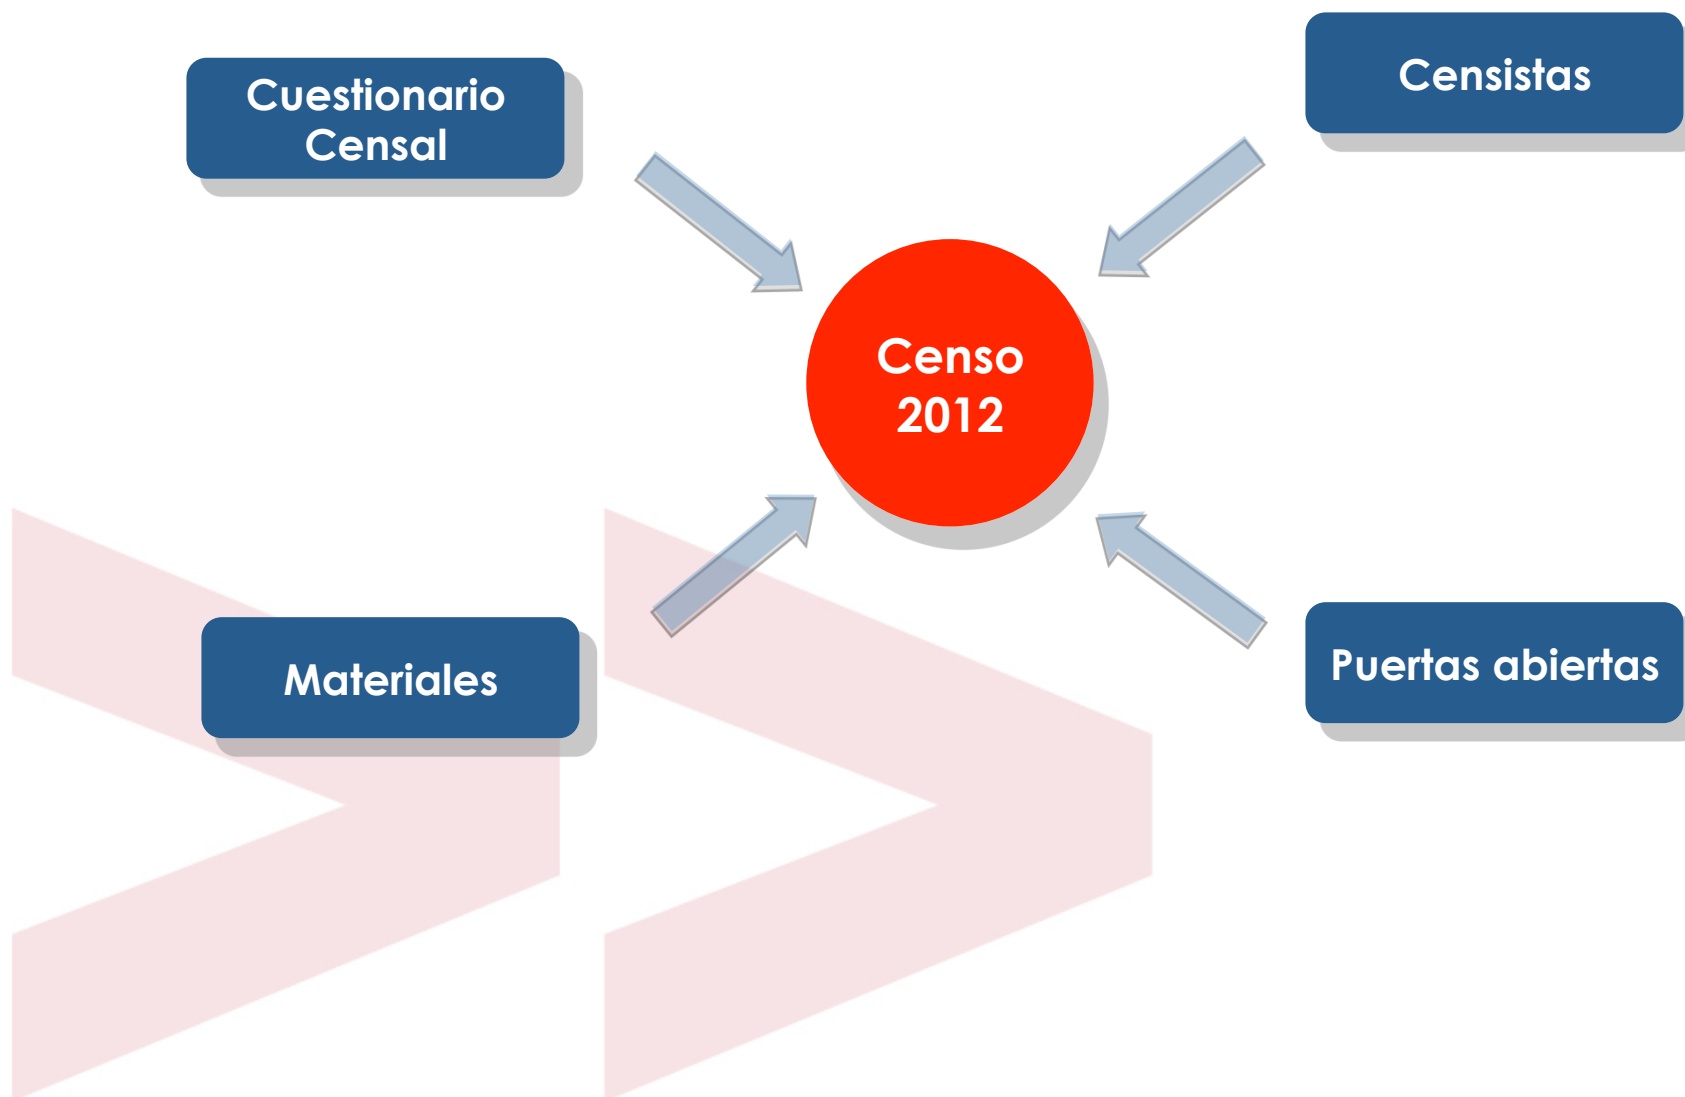 Cuestionario
Censal
Censistas
Censo
2012
Materiales
Puertas abiertas